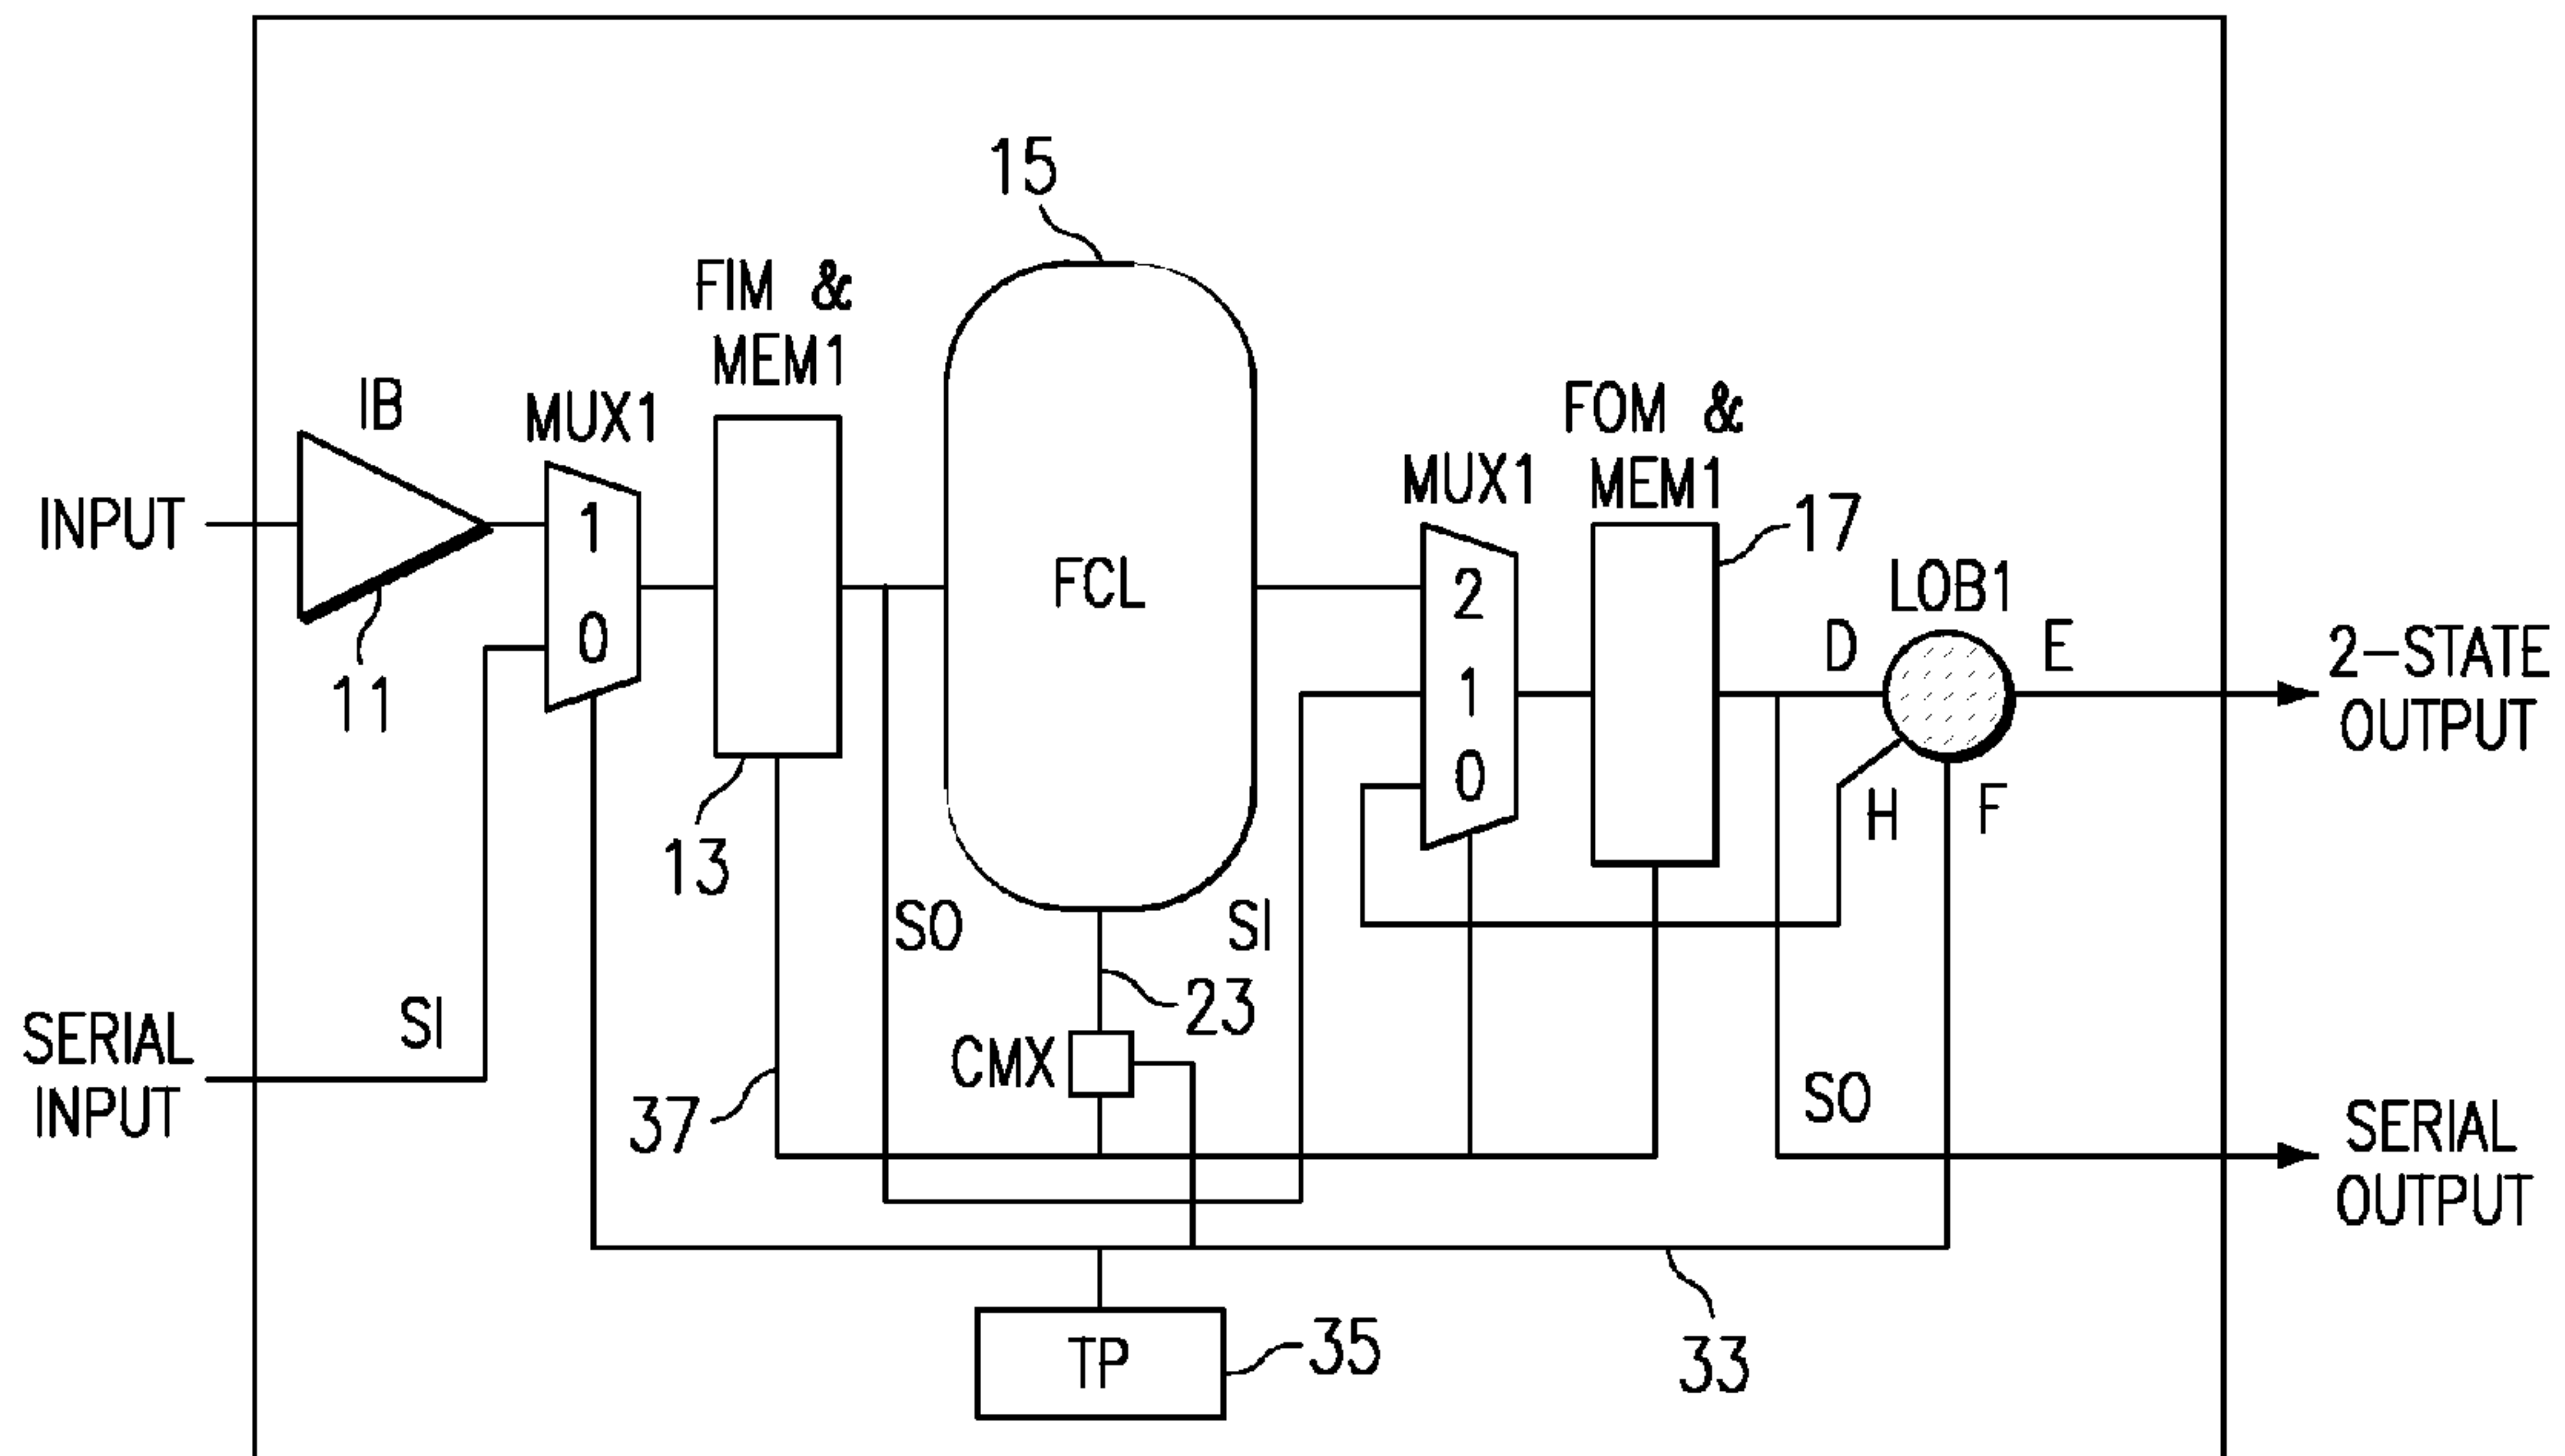 15
FIM &
MEM1
IB
MUX1
FOM &
MEM1
MUX1
17
INPUT
1
0
FCL
2
1
0
LOB1
D
E
2-STATE
OUTPUT
11
13
H
F
SO
SI
23
SI
SERIAL
INPUT
CMX
37
SO
SERIAL
OUTPUT
TP
35
33